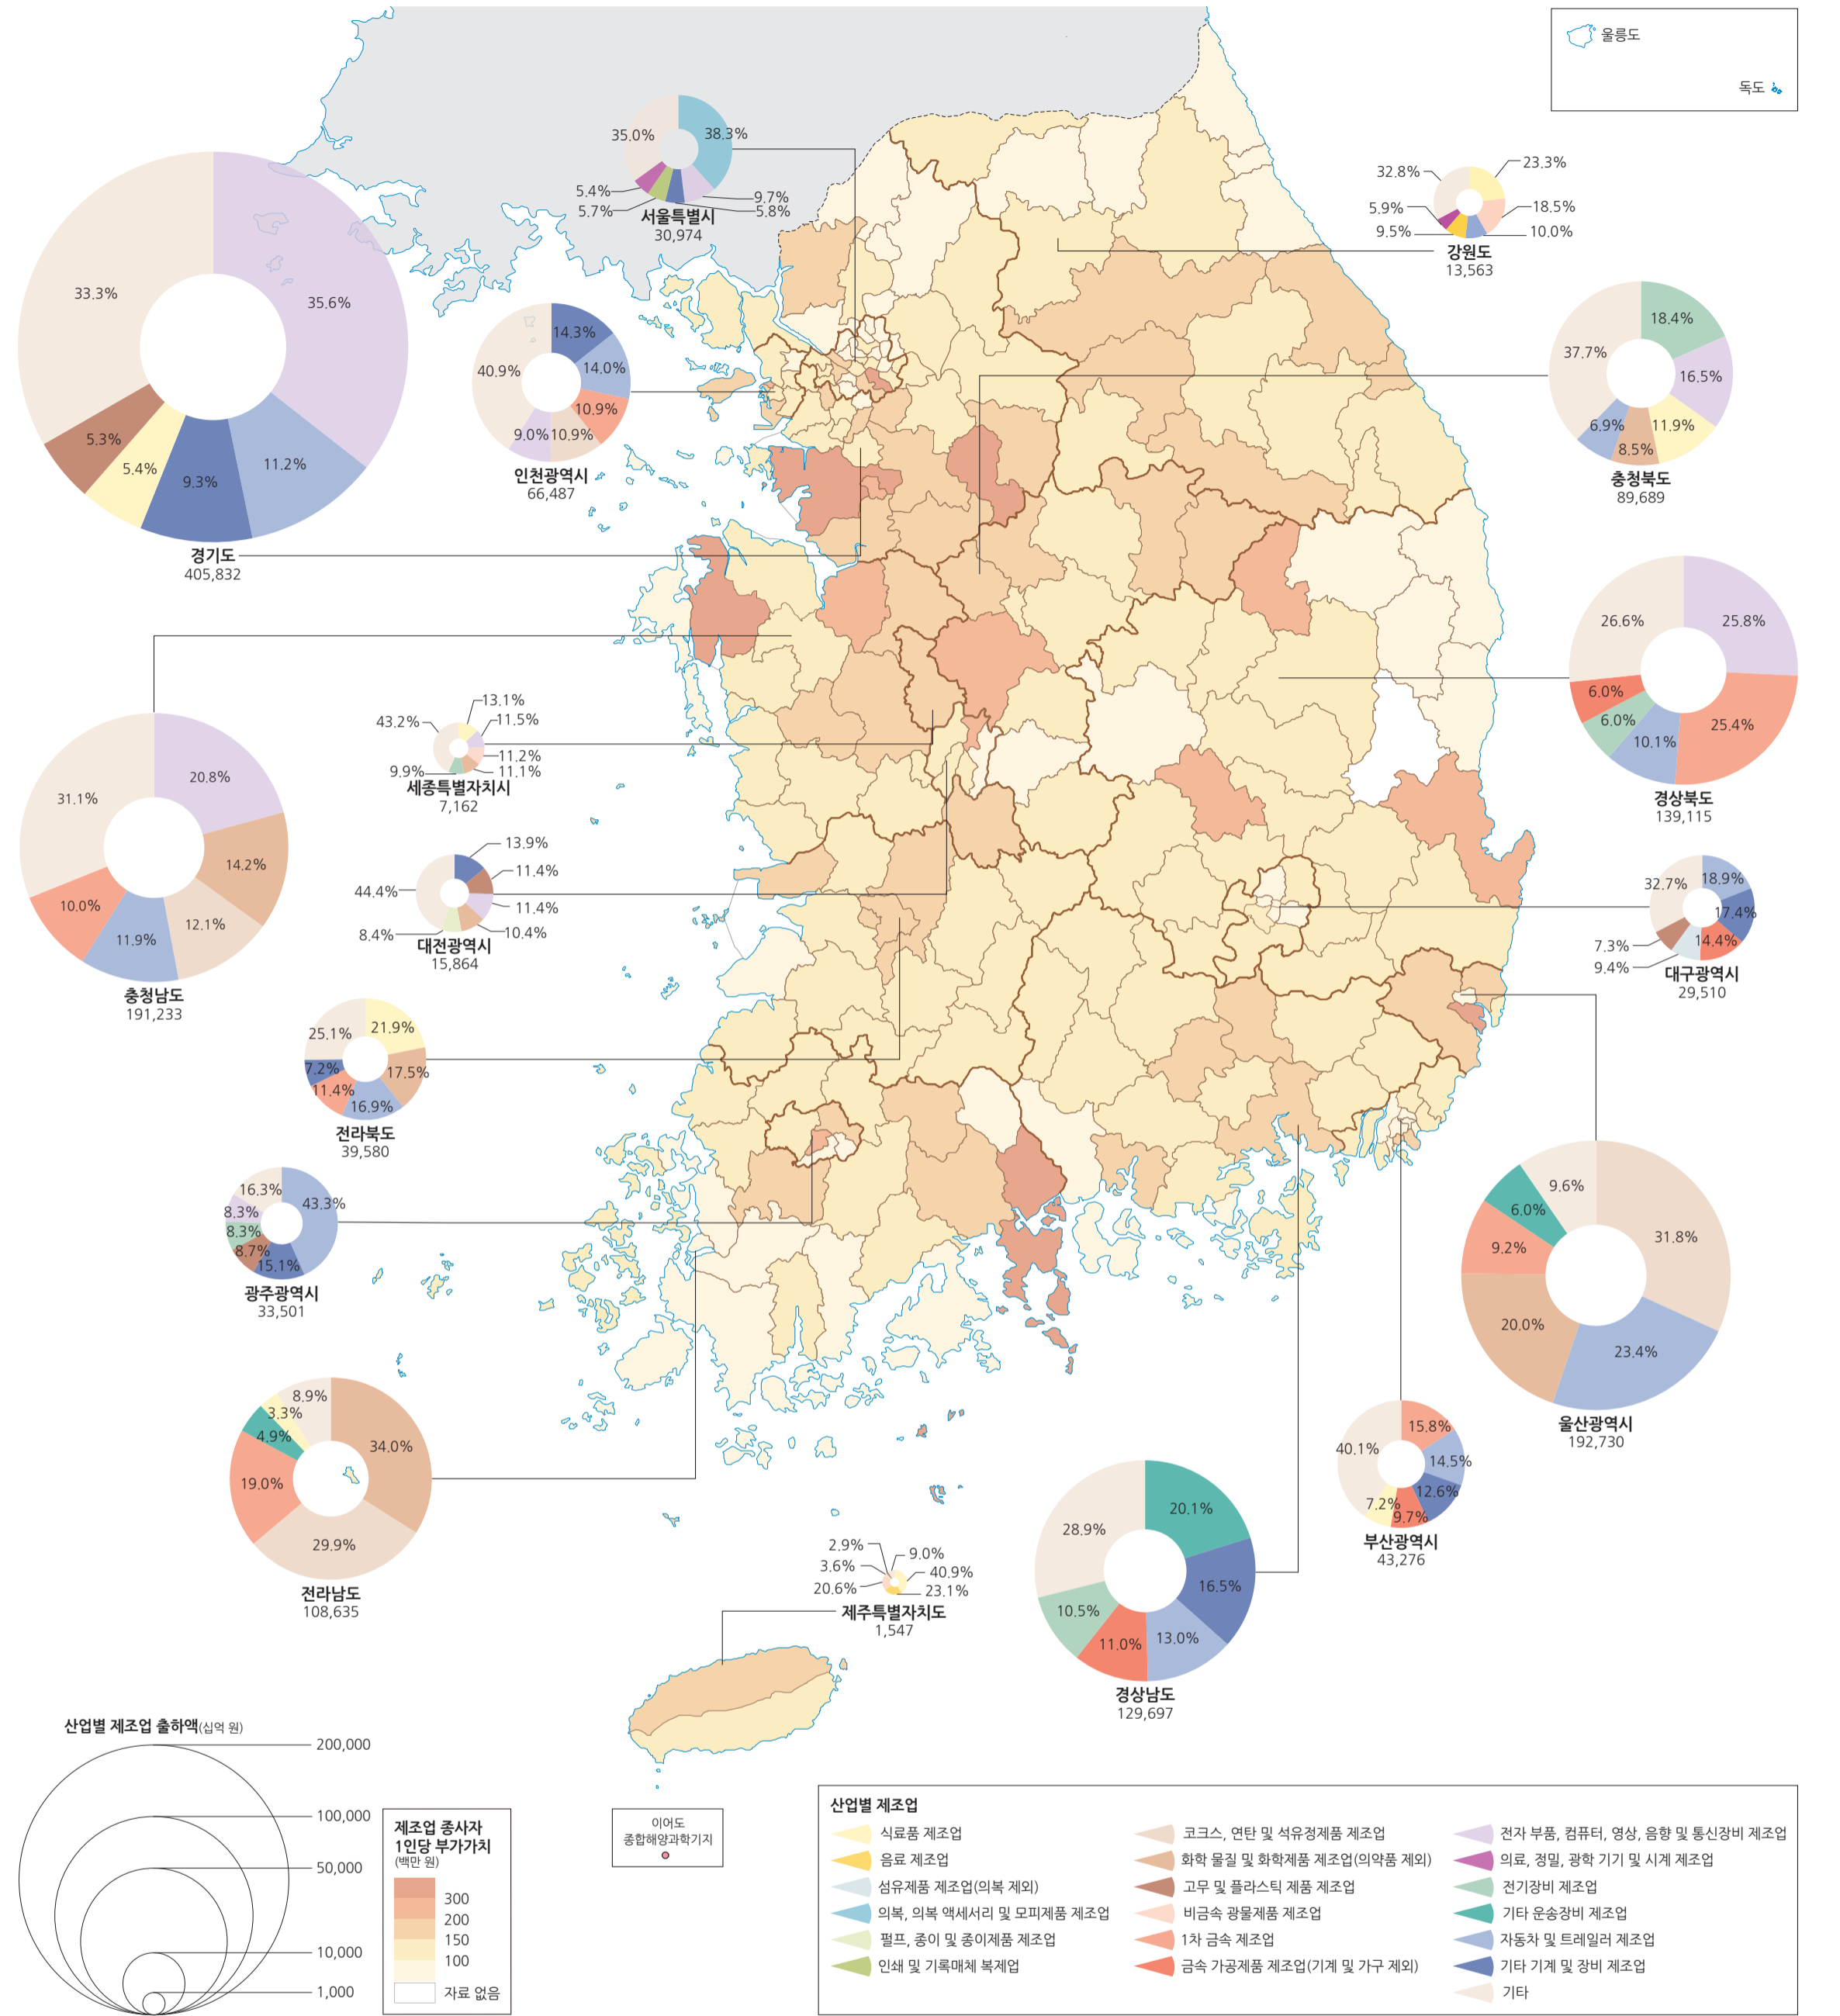 울릉도
독도
35.0%
38.3%
5.4%
5.7%
9.7%
5.8%
서울특별시
30,974
32.8%
23.3%
5.9%
18.5%
9.5%
10.0%
강원도
13,563
33.3%
35.6%
5.3%
5.4%
9.3%
11.2%
경기도
405,832
14.3%
40.9%
14.0%
10.9%
9.0%
10.9%
인천광역시
66,487
18.4%
37.7%
16.5%
6.9%
11.9%
8.5%
충청북도
89,689
26.6%
25.8%
6.0%
6.0%
25.4%
10.1%
경상북도
139,115
13.1%
43.2%
11.5%
11.2%
9.9%
11.1%
세종특별자치시
7,162
20.8%
31.1%
14.2%
10.0%
12.1%
11.9%
충청남도
191,233
13.9%
11.4%
44.4%
11.4%
8.4%
10.4%
대전광역시
15,864
32.7%
18.9%
17.4%
7.3%
14.4%
9.4%
대구광역시
29,510
25.1%
21.9%
7.2%
17.5%
11.4%
16.9%
전라북도
39,580
16.3%
43.3%
8.3%
8.3%
8.7%
15.1%
광주광역시
33,501
9.6%
6.0%
31.8%
9.2%
20.0%
23.4%
울산광역시
192,730
8.9%
3.3%
4.9%
34.0%
19.0%
29.9%
전라남도
108,635
15.8%
40.1%
14.5%
12.6%
7.2%
9.7%
부산광역시
43,276
2.9%
9.0%
3.6%
40.9%
20.6%
23.1%
제주특별자치도
1,547
20.1%
28.9%
16.5%
10.5%
11.0%
13.0%
경상남도
129,697
산업별 제조업 출하액(십억 원)
200,000
100,000
50,000
10,000
1,000
제조업 종사자
1인당 부가가치
(백만 원)
300
200
150
100
자료 없음
이어도
종합해양과학기지
산업별 제조업
식료품 제조업
음료 제조업
섬유제품 제조업(의복 제외)
의복, 의복 액세서리 및 모피제품 제조업
펄프, 종이 및 종이제품 제조업
인쇄 및 기록매체 복제업
코크스, 연탄 및 석유정제품 제조업
화학 물질 및 화학제품 제조업(의약품 제외)
고무 및 플라스틱 제품 제조업
비금속 광물제품 제조업
1차 금속 제조업
금속 가공제품 제조업(기계 및 가구 제외)
전자 부품, 컴퓨터, 영상, 음향 및 통신장비 제조업
의료, 정밀, 광학 기기 및 시계 제조업
전기장비 제조업
기타 운송장비 제조업
자동차 및 트레일러 제조업
기타 기계 및 장비 제조업
기타